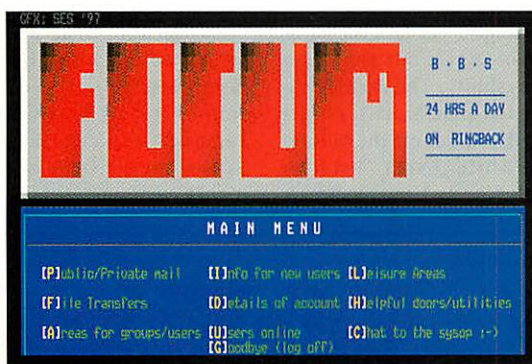 GFX: SES '97
FORUM
B · B · S
24 HRS A DAY
ON RINGBACK
MAIN MENU
[P]ublic/Private mail [I]nfo for new users [L]eisure Areas
[F]ile Transfers [D]etails of account [H]elpful doors/utilities
[A]reas for groups/users [U]sers online [C]hat to the sysop ;-)
[G]oodbye (log off)